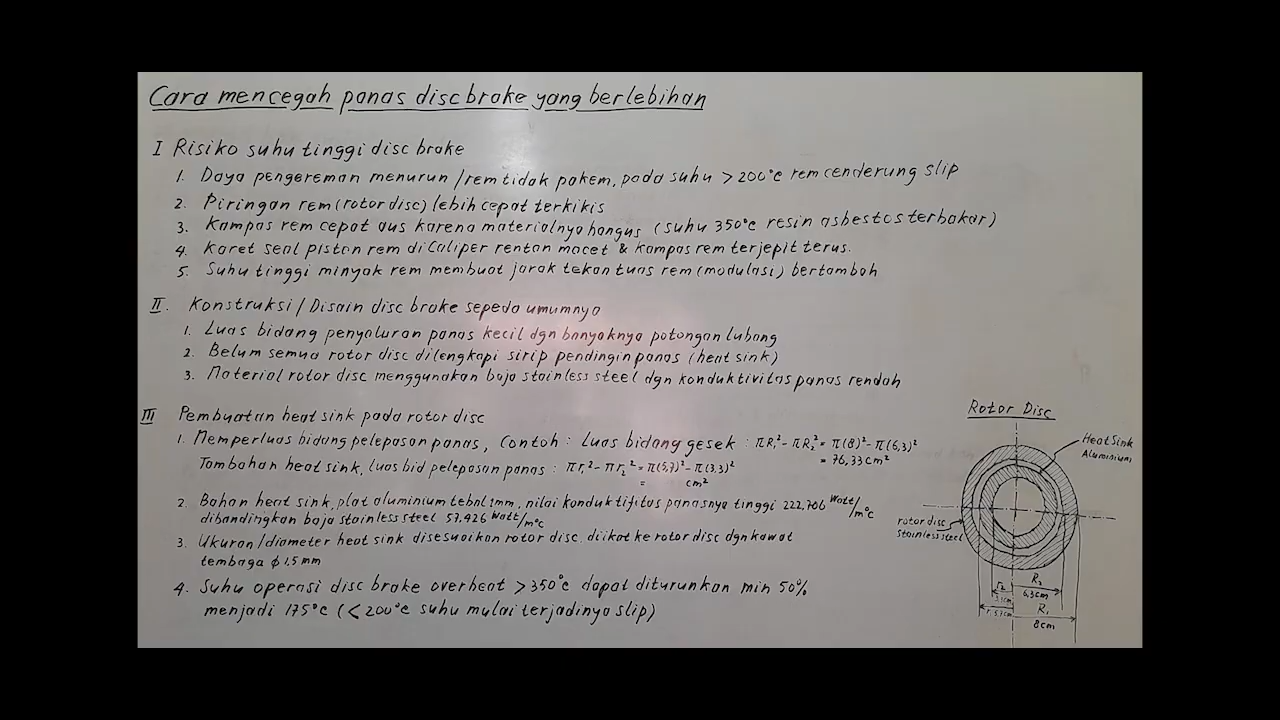 Cara mencegah panas disc brake yang berlebihan
I Risiko suhu tinggi disc brake
1. Daya pengereman menurun / rem tidak pakem, pada suhu > 200°c rem cenderung slip
2. Piringan rem (rotor disc) lebih cepat terkikis
3. Kampas rem cepat aus karena materialnya hangus (suhu 350°c resin asbestos terbakar)
4. Karet seal piston rem di Caliper rentan macet & kampas rem terjepit terus.
5. Suhu tinggi minyak rem membuat jarak tekan tuas rem (modulasi) bertambah
II. Konstruksi / Disain disc brake sepeda umumnya
1. Luas bidang penyaluran panas kecil dgn banyaknya potongan lubang
2. Belum semua rotor disc dilengkapi sirip pendingin panas (heat sink)
3. Material rotor disc menggunakan baja stainless steel dgn konduktivitas panas rendah
III Pembuatan heat sink pada rotor disc
1. Memperluas bidang pelepasan panas, Contoh : Luas bidang gesek : πR₁² - πR₂² = π(8)² - π(6,3)²
= 76,33 cm²
Tambahan heat sink, luas bid pelepasan panas : πr₁² - πr₂² = π(5,7)² - π(3,3)²
= cm²
2. Bahan heat sink, plat aluminium tebal 1mm, nilai konduktifitas panasnya tinggi 222,706 Watt/m°c
dibandingkan baja stainless steel 57,426 Watt/m°c
3. Ukuran / diameter heat sink disesuaikan rotor disc, diikat ke rotor disc dgn kawat
tembaga ϕ 1,5 mm
4. Suhu operasi disc brake overheat > 350°c dapat diturunkan min 50%
menjadi 175°c (< 200°c suhu mulai terjadinya slip)
Rotor Disc
Heat Sink
Aluminium
rotor disc
stainless steel
R₂
r₂
6,3cm
R₁
8cm